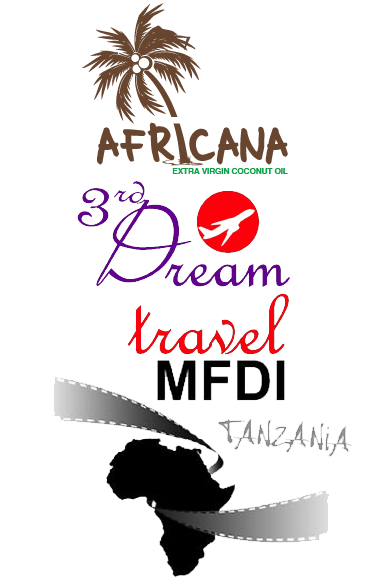 AFRICANA
EXTRA VIRGIN COCONUT OIL
3rd
Dream
travel
MFDI
TANZANiA